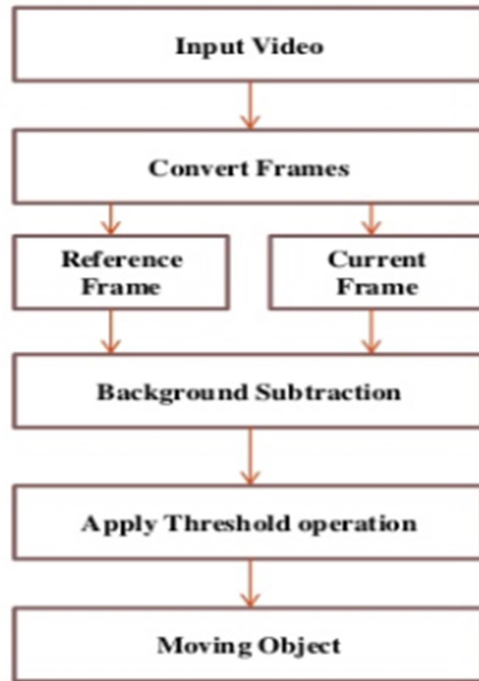 Input Video
Convert Frames
Reference
Frame
Current
Frame
Background Subtraction
Apply Threshold operation
Moving Object